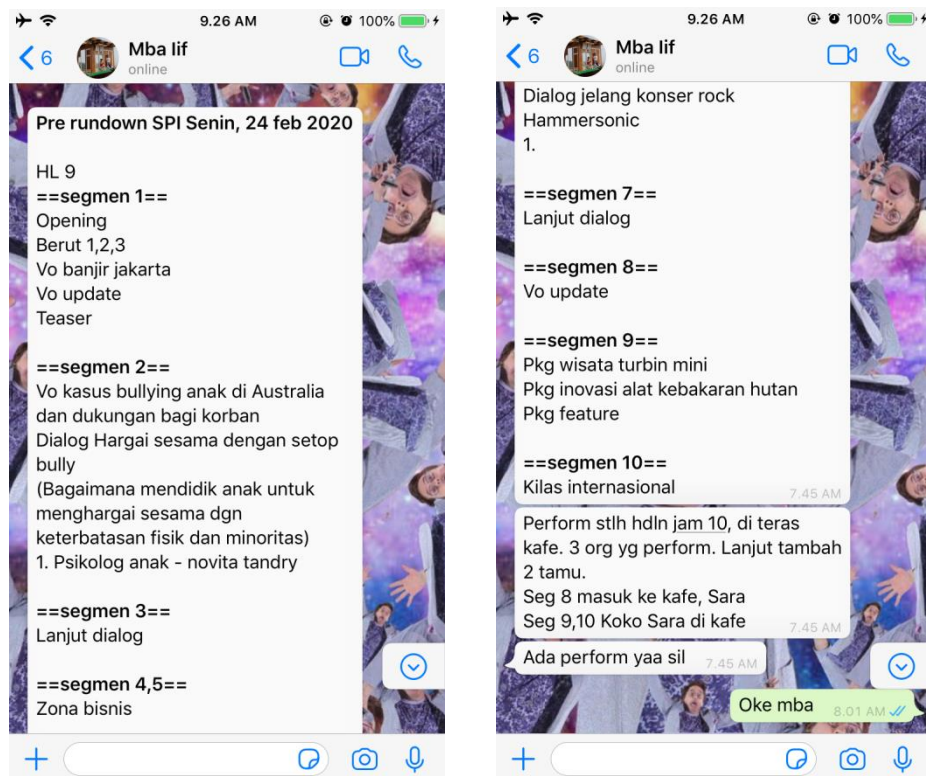 9.26 AM
100%
6
Mba Iif
online
Pre rundown SPI Senin, 24 feb 2020
HL 9
==segmen 1==
Opening
Berut 1,2,3
Vo banjir jakarta
Vo update
Teaser
==segmen 2==
Vo kasus bullying anak di Australia
dan dukungan bagi korban
Dialog Hargai sesama dengan setop
bully
(Bagaimana mendidik anak untuk
menghargai sesama dgn
keterbatasan fisik dan minoritas)
1. Psikolog anak - novita tandry
==segmen 3==
Lanjut dialog
==segmen 4,5==
Zona bisnis
9.26 AM
100%
6
Mba Iif
online
Dialog jelang konser rock
Hammersonic
1.
==segmen 7==
Lanjut dialog
==segmen 8==
Vo update
==segmen 9==
Pkg wisata turbin mini
Pkg inovasi alat kebakaran hutan
Pkg feature
==segmen 10==
Kilas internasional
7.45 AM
Perform stlh hdln jam 10, di teras
kafe. 3 org yg perform. Lanjut tambah
2 tamu.
Seg 8 masuk ke kafe, Sara
Seg 9,10 Koko Sara di kafe
7.45 AM
Ada perform yaa sil
7.45 AM
Oke mba
8.01 AM